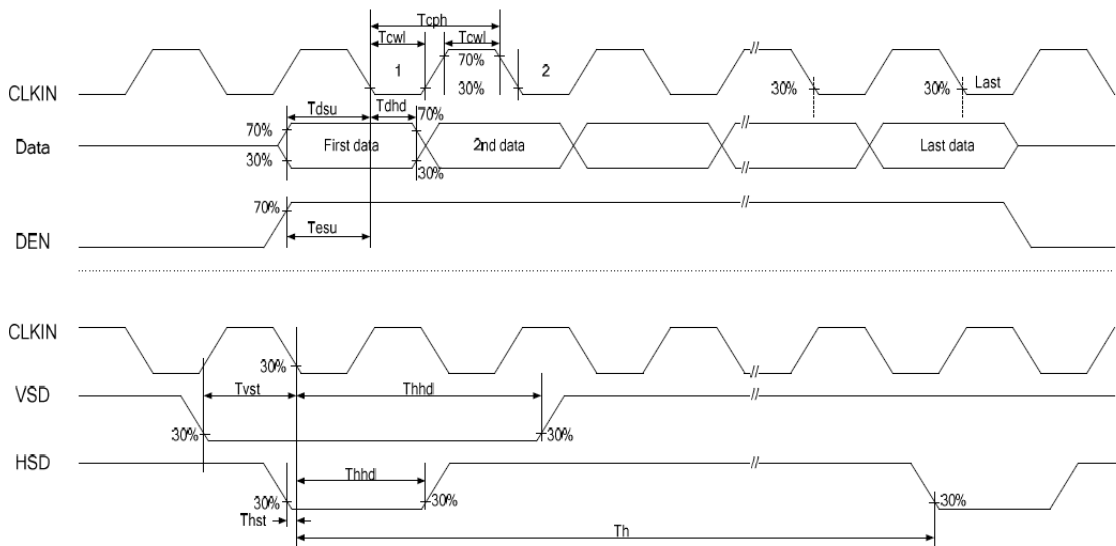 Tcph
Tcwl Tcwl
CLKIN 1 70% 2 // Last
30% 30% 30%
Tdsu Tdhd
70% 70%
Data First data 2nd data // Last data
30% 30%
70% //
DEN Tesu
CLKIN
30% //
VSD Tvst Thhd //
30% 30%
HSD //
Thhd
30% 30% 30%
Thst
Th